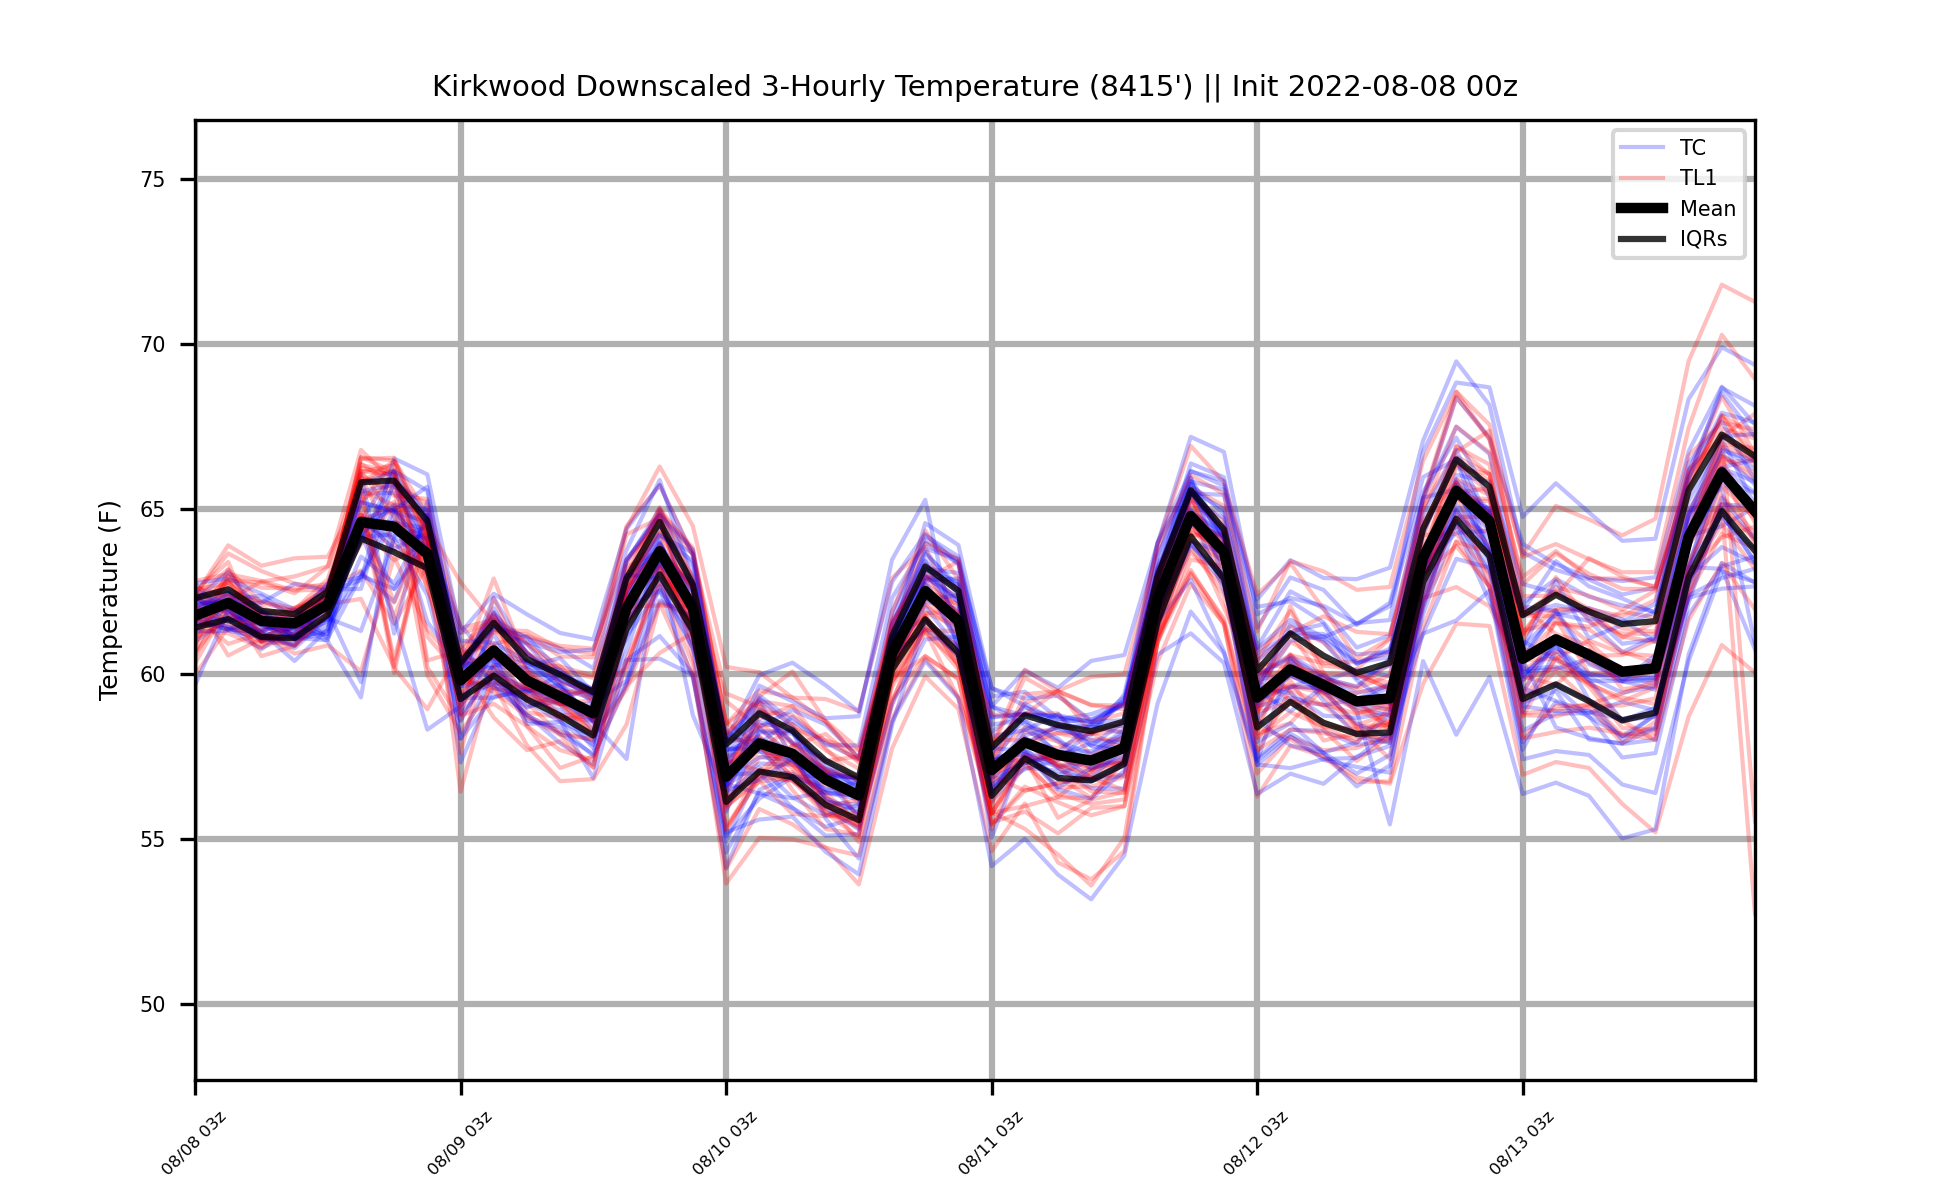 Kirkwood Downscaled 3-Hourly Temperature (8415') || Init 2022-08-08 00z
TC
TL1
Mean
IQRs
Temperature (F)
75
70
65
60
55
50
08/08 03z
08/09 03z
08/10 03z
08/11 03z
08/12 03z
08/13 03z